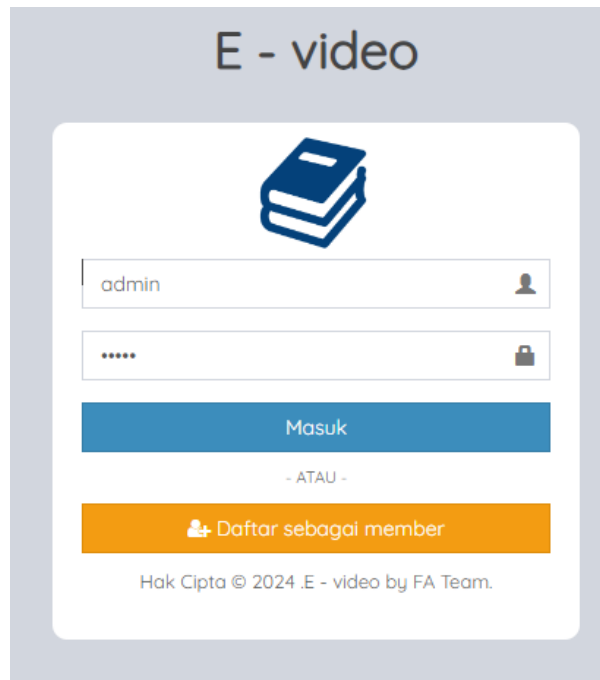 E - video
admin
•••••
Masuk
- ATAU -
Daftar sebagai member
Hak Cipta © 2024 .E - video by FA Team.